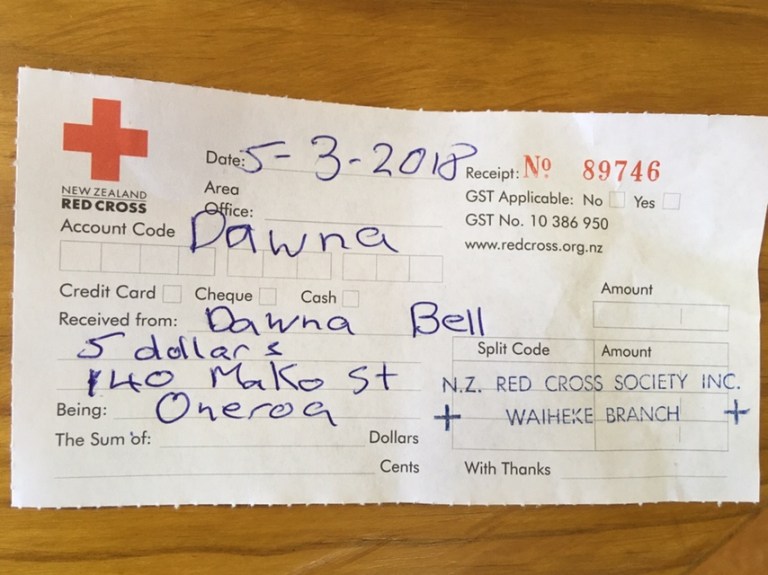 NEW ZEALAND
RED CROSS
Date: 5-3-2018
Receipt: Nº 89746
Area
Office:
GST Applicable: No Yes
GST No. 10 386 950
www.redcross.org.nz
Account Code Dawna
Credit Card Cheque Cash
Amount
Received from: Dawna Bell
5 dollars
Split Code Amount
140 Mako St
N.Z. RED CROSS SOCIETY INC.
Being: Oneroa
+ WAIHEKE BRANCH +
The Sum of: Dollars
Cents
With Thanks